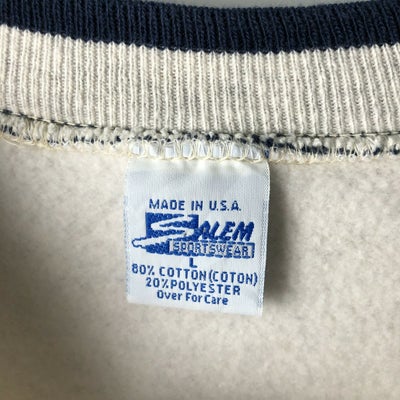 MADE IN U.S.A.
SALEM
SPORTSWEAR
L
80% COTTON (COTON)
20% POLYESTER
Over For Care